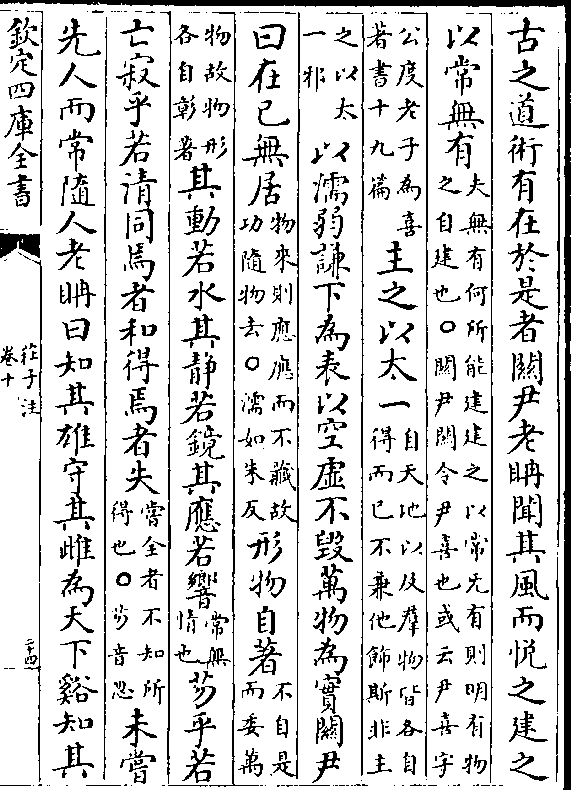 古之道術有在於是者關尹老聃聞其風而悅之建之
以常無有夫無有何所能建建之以常无有則明有物之自建也〇關尹關令尹喜也或云尹喜字
公度老子為喜著書十九篇主之以太一自天地以及羣物皆各自得而已不兼他飾斯非主
之以太一邪以濡弱謙下為表以空虛不毀萬物為實關尹
曰在已無居物來則應應而不藏故功隨物去〇濡如朱反形物自著不自是而委萬
物故物形各自彰著其動若水其静若鏡其應若響常無情也芴乎若
亡寂乎若清同焉者和得焉者失嘗全者不知所得也〇芴音忽未嘗
先人而常隨人老聃曰知其雄守其雌為天下谿知其
欽定四庫全書
莊子注
卷十
二十四